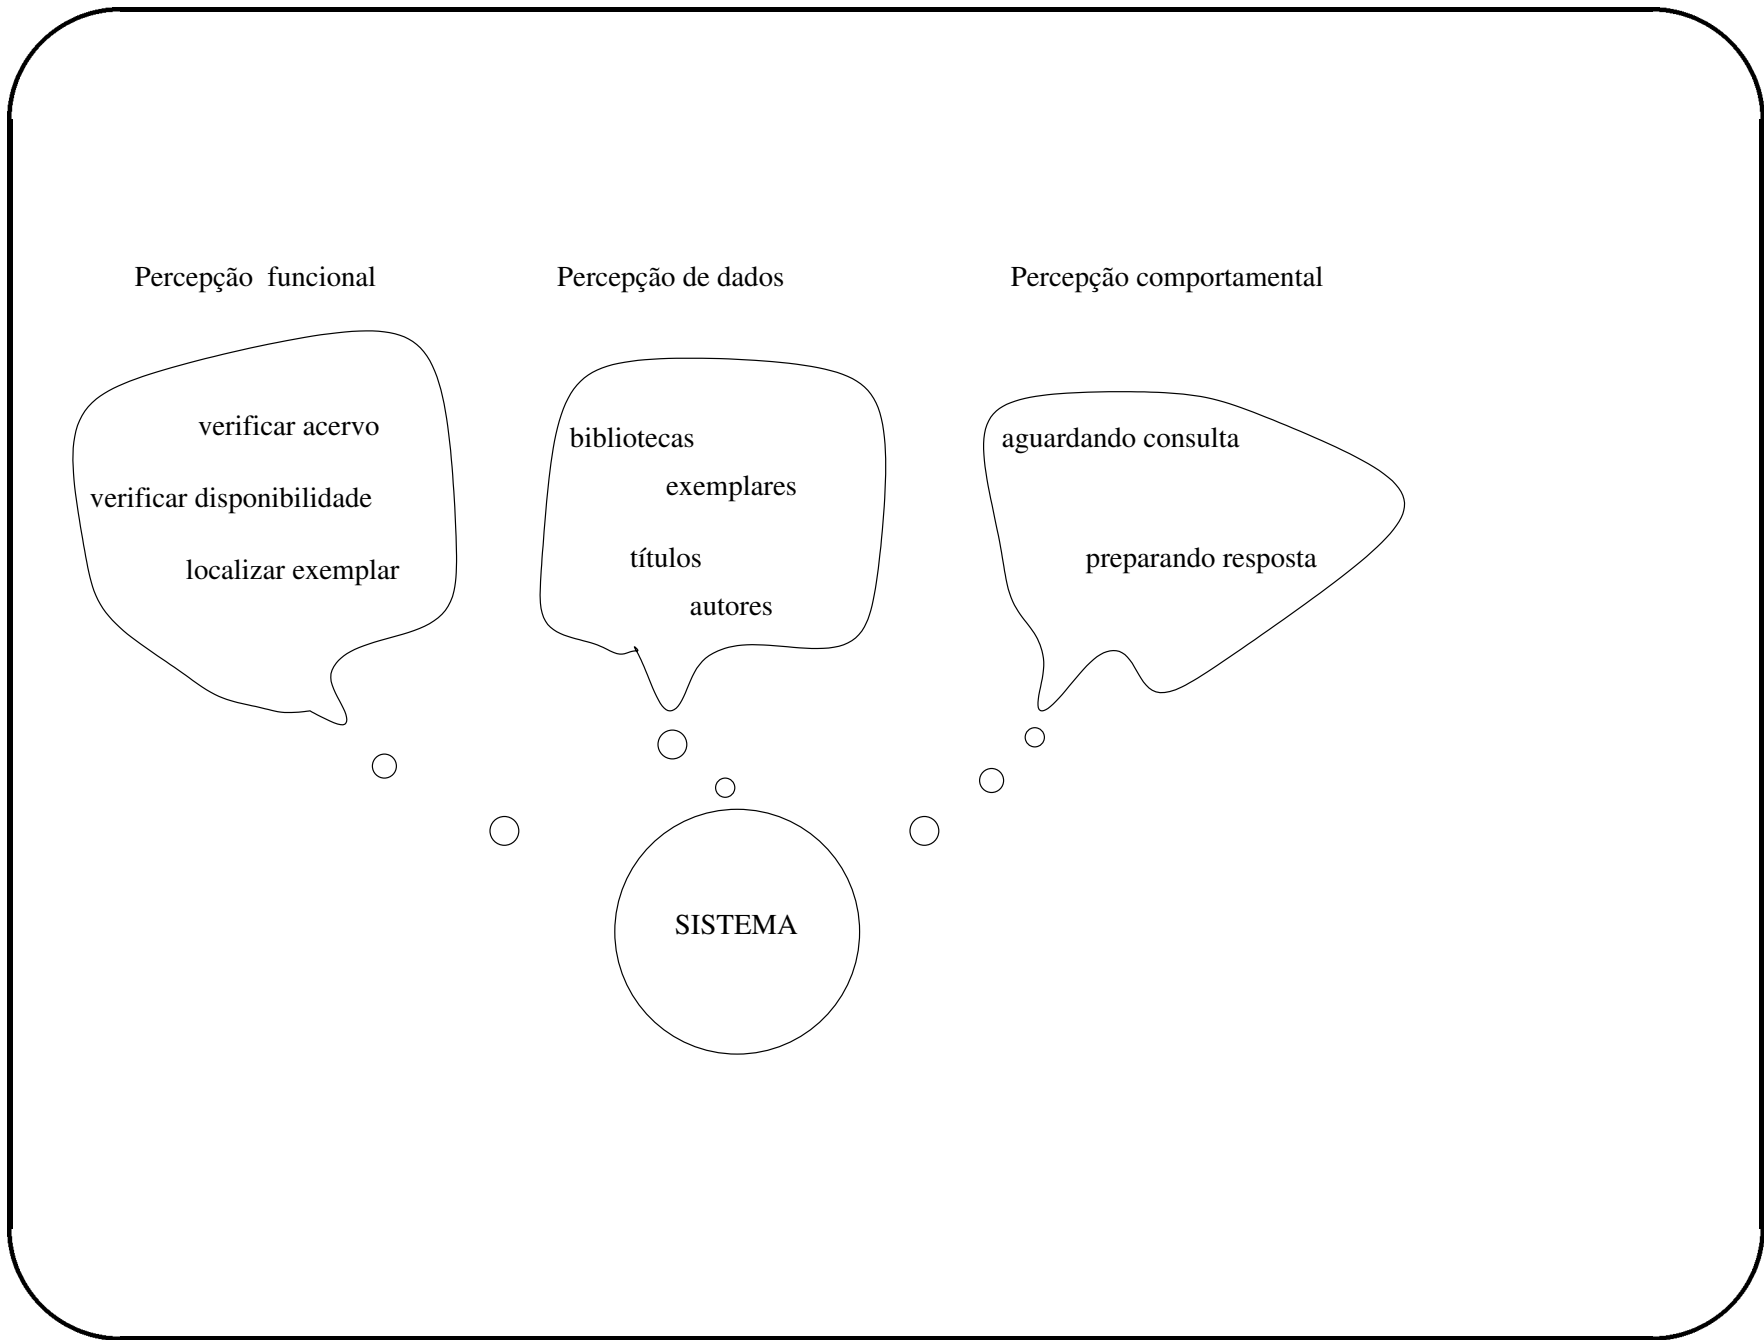 Percepção funcional
Percepção de dados
Percepção comportamental
verificar acervo
verificar disponibilidade
localizar exemplar
bibliotecas
exemplares
títulos
autores
aguardando consulta
preparando resposta
SISTEMA